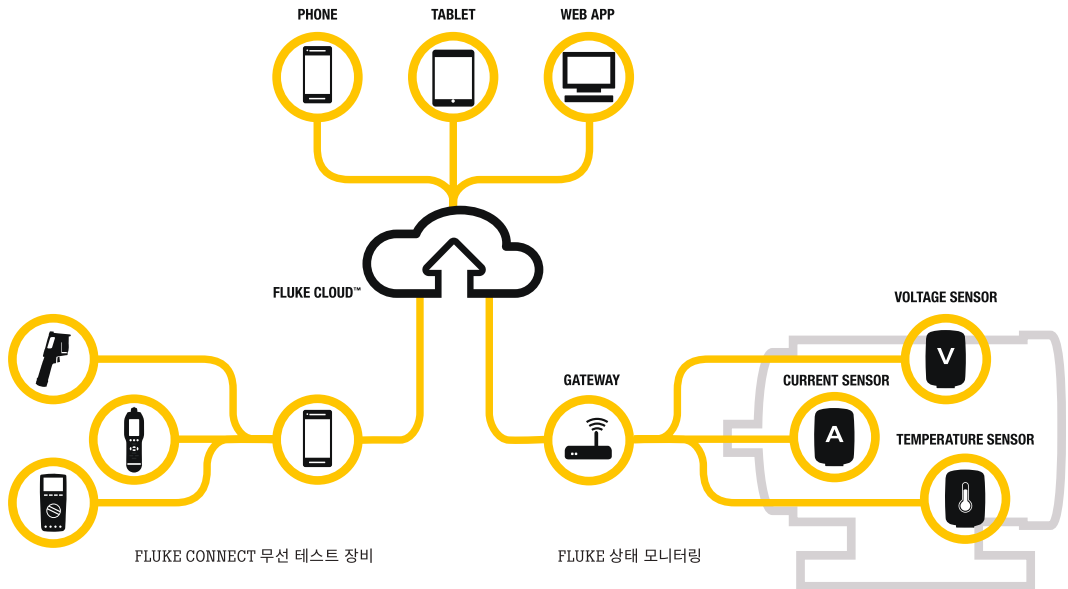 PHONE
TABLET
WEB APP
FLUKE CLOUD™
VOLTAGE SENSOR
GATEWAY
CURRENT SENSOR
V
A
TEMPERATURE SENSOR
FLUKE CONNECT 무선 테스트 장비
FLUKE 상태 모니터링